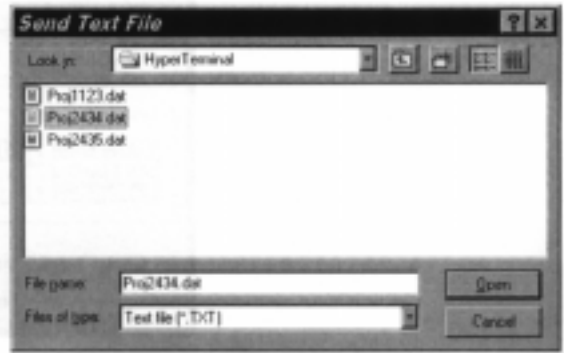 Send Text File
Look in: HyperTerminal
Proj1123.dat
Proj2434.dat
Proj2435.dat
File name: Proj2434.dat Open
Files of type: Text file (*.TXT) Cancel